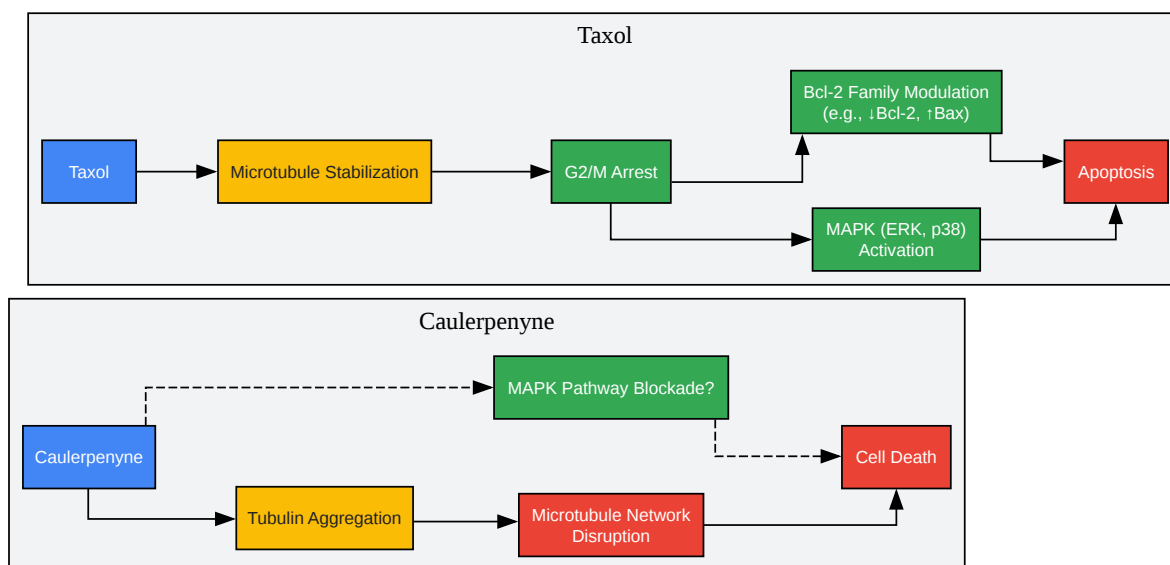 Taxol
Bcl-2 Family Modulation
(e.g., ↓Bcl-2, ↑Bax)
Taxol
Microtubule Stabilization
G2/M Arrest
Apoptosis
MAPK (ERK, p38)
Activation
Caulerpenyne
MAPK Pathway Blockade?
Caulerpenyne
Cell Death
Tubulin Aggregation
Microtubule Network
Disruption